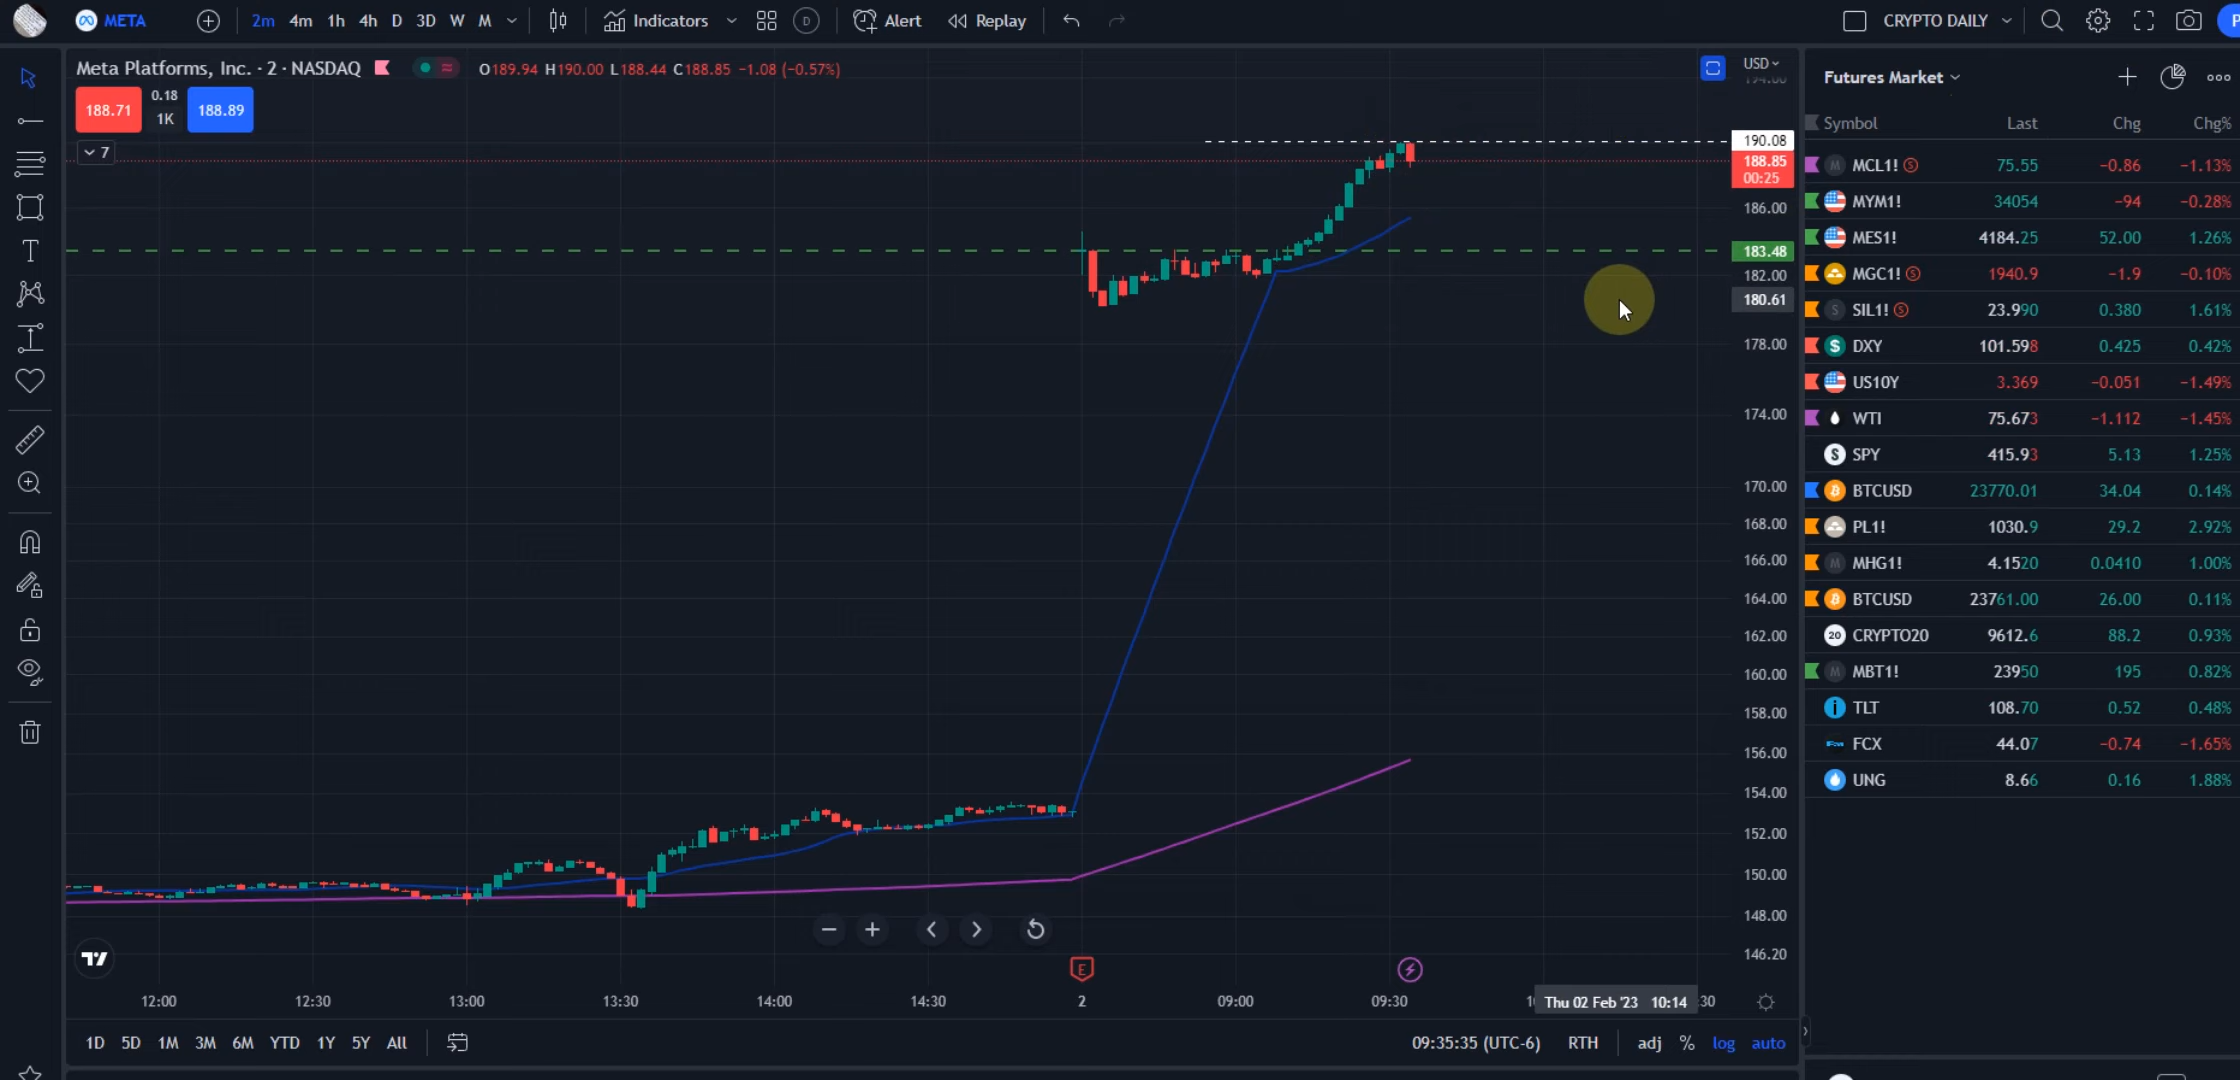 META 2m 4m 1h 4h D 3D W M Indicators D Alert Replay CRYPTO DAILY
Meta Platforms, Inc. · 2 · NASDAQ O189.94 H190.00 L188.44 C188.85 −1.08 (−0.57%)
188.71 0.18 1K 188.89
7
USD
190.08
188.85
00:25
186.00
183.48
182.00
180.61
178.00
174.00
170.00
168.00
166.00
164.00
162.00
160.00
158.00
156.00
154.00
152.00
150.00
148.00
146.20
E
12:00 12:30 13:00 13:30 14:00 14:30 2 09:00 09:30 Thu 02 Feb '23 10:14 :30
1D 5D 1M 3M 6M YTD 1Y 5Y All 09:35:35 (UTC-6) RTH adj % log auto
Futures Market
Symbol Last Chg Chg%
MCL1! 75.55 −0.86 −1.13%
MYM1! 34054 −94 −0.28%
MES1! 4184.25 52.00 1.26%
MGC1! 1940.9 −1.9 −0.10%
SIL1! 23.990 0.380 1.61%
DXY 101.598 0.425 0.42%
US10Y 3.369 −0.051 −1.49%
WTI 75.673 −1.112 −1.45%
SPY 415.93 5.13 1.25%
BTCUSD 23770.01 34.04 0.14%
PL1! 1030.9 29.2 2.92%
MHG1! 4.1520 0.0410 1.00%
BTCUSD 23761.00 26.00 0.11%
20 CRYPTO20 9612.6 88.2 0.93%
MBT1! 23950 195 0.82%
TLT 108.70 0.52 0.48%
FCX 44.07 −0.74 −1.65%
UNG 8.66 0.16 1.88%